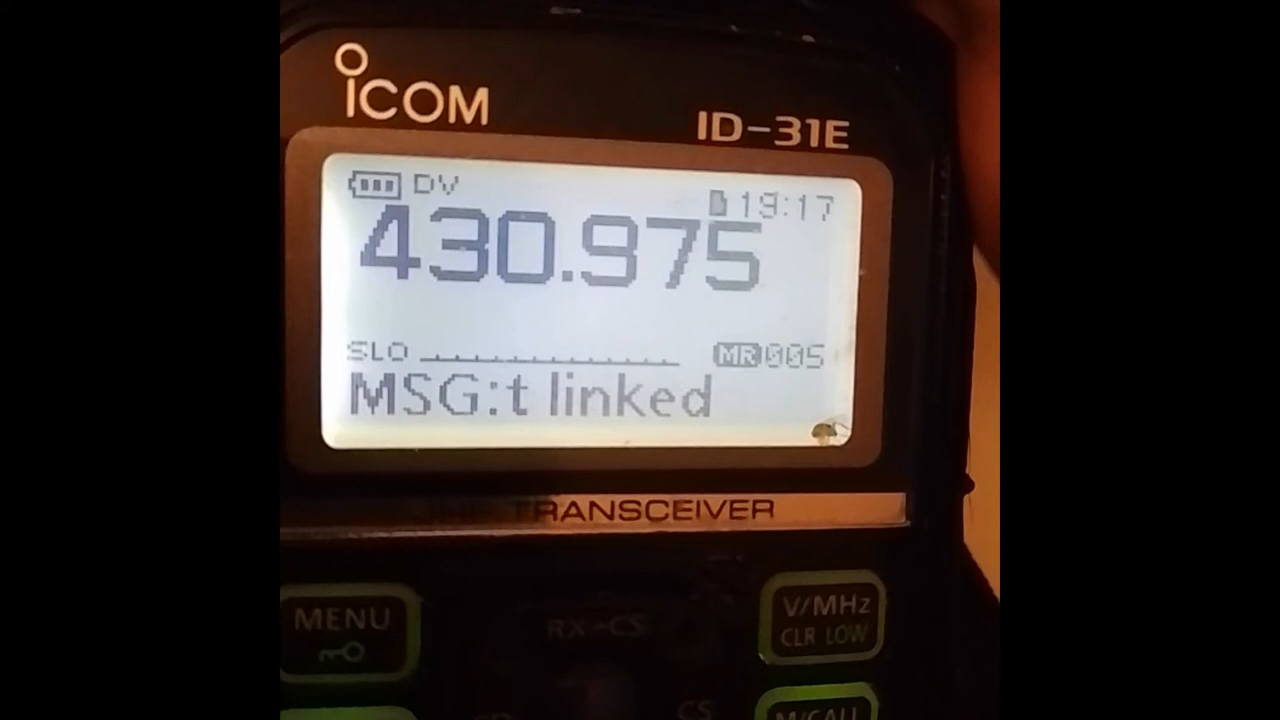 iCOM
ID-31E
DV
19:17
430.975
SLO
MR 005
MSG:t linked
TRANSCEIVER
MENU
V/MHz
CLR LOW
RX→CS
CS
M/CALL